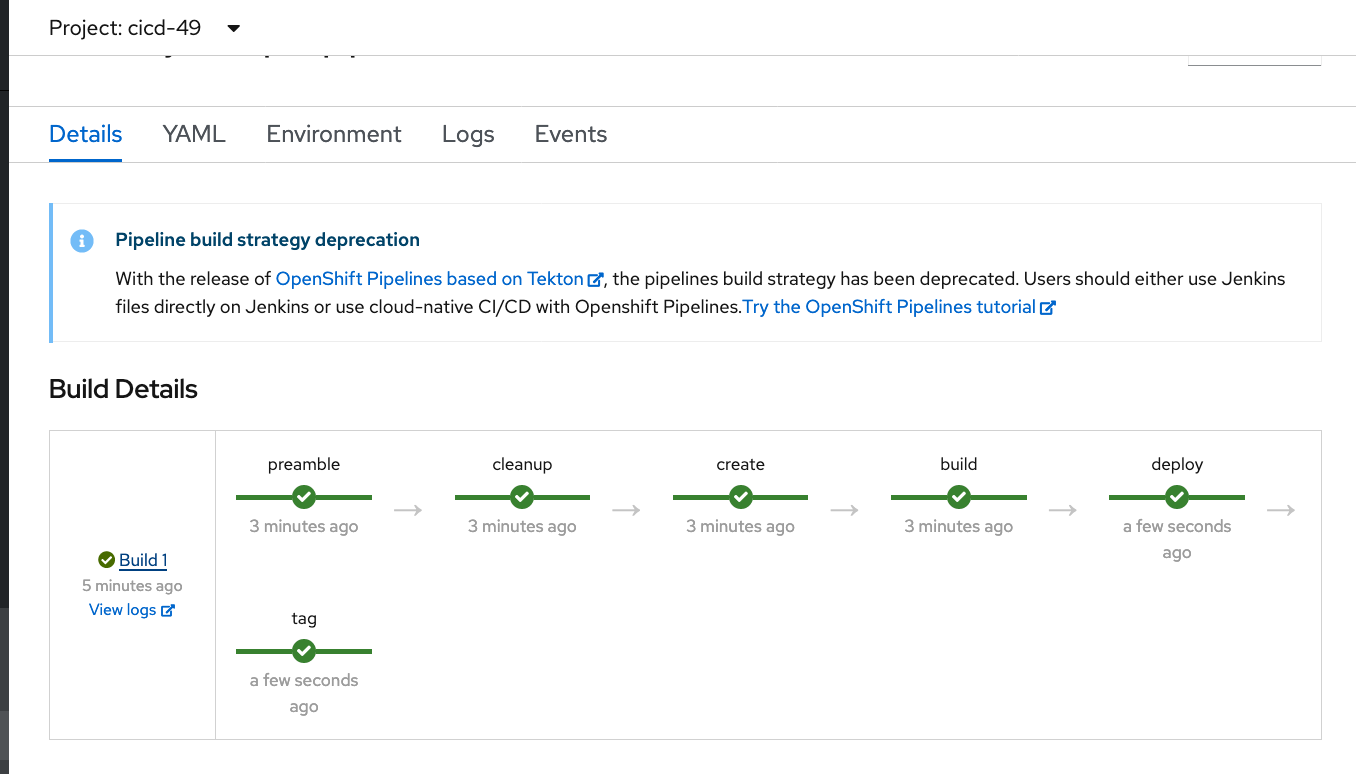 Project: cicd-49
Details YAML Environment Logs Events
Pipeline build strategy deprecation
With the release of OpenShift Pipelines based on Tekton, the pipelines build strategy has been deprecated. Users should either use Jenkins
files directly on Jenkins or use cloud-native CI/CD with Openshift Pipelines.Try the OpenShift Pipelines tutorial
Build Details
Build 1
5 minutes ago
View logs
preamble
3 minutes ago
cleanup
3 minutes ago
create
3 minutes ago
build
3 minutes ago
deploy
a few seconds
ago
tag
a few seconds
ago